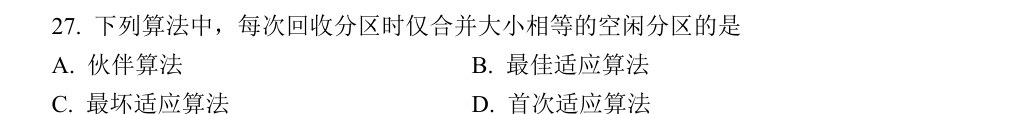 27. 下列算法中，每次回收分区时仅合并大小相等的空闲分区的是
A. 伙伴算法 B. 最佳适应算法
C. 最坏适应算法 D. 首次适应算法